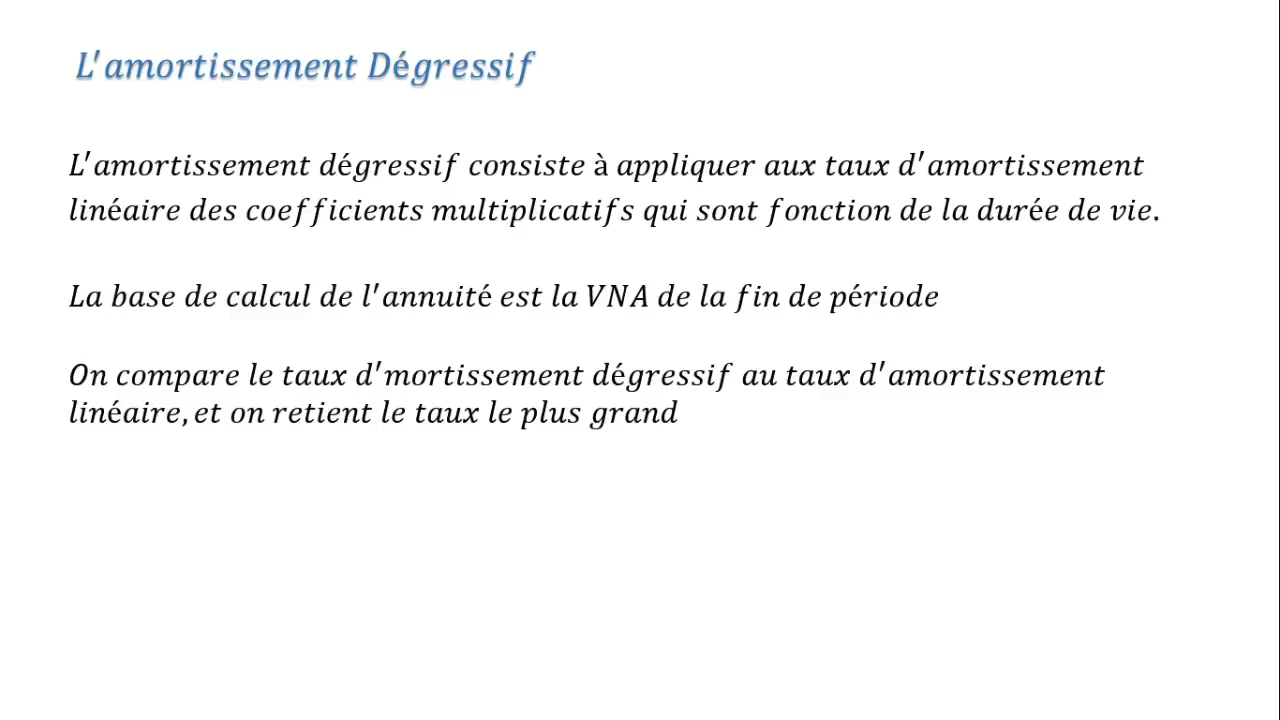 L'amortissement Dégressif
L'amortissement dégressif consiste à appliquer aux taux d'amortissement
linéaire des coefficients multiplicatifs qui sont fonction de la durée de vie.
La base de calcul de l'annuité est la VNA de la fin de période
On compare le taux d'mortissement dégressif au taux d'amortissement
linéaire, et on retient le taux le plus grand